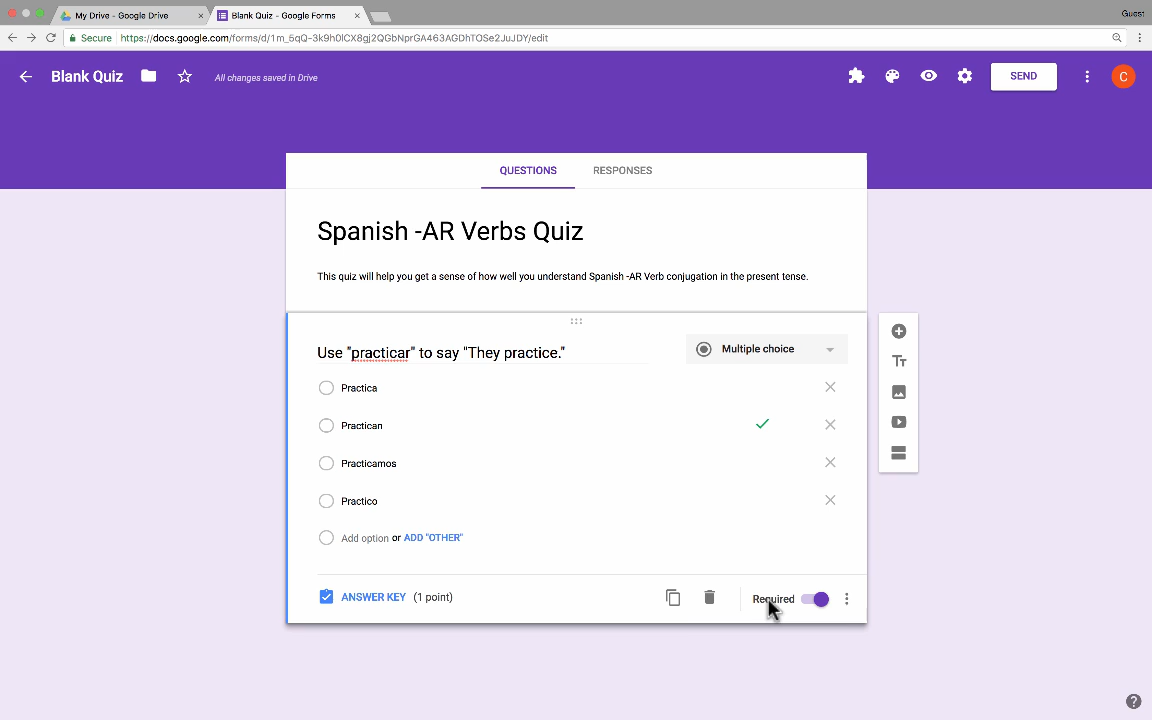 My Drive - Google Drive
Blank Quiz - Google Forms
Guest
Secure
https://docs.google.com/forms/d/1m_5qQ-3k9h0lCX8gj2QGbNprGA463AGDhTOSe2JuJDY/edit
Blank Quiz
All changes saved in Drive
SEND
C
QUESTIONS
RESPONSES
Spanish -AR Verbs Quiz
This quiz will help you get a sense of how well you understand Spanish -AR Verb conjugation in the present tense.
Use "practicar" to say "They practice."
Multiple choice
Tт
Practica
Practican
Practicamos
Practico
Add option or ADD "OTHER"
ANSWER KEY (1 point)
Required